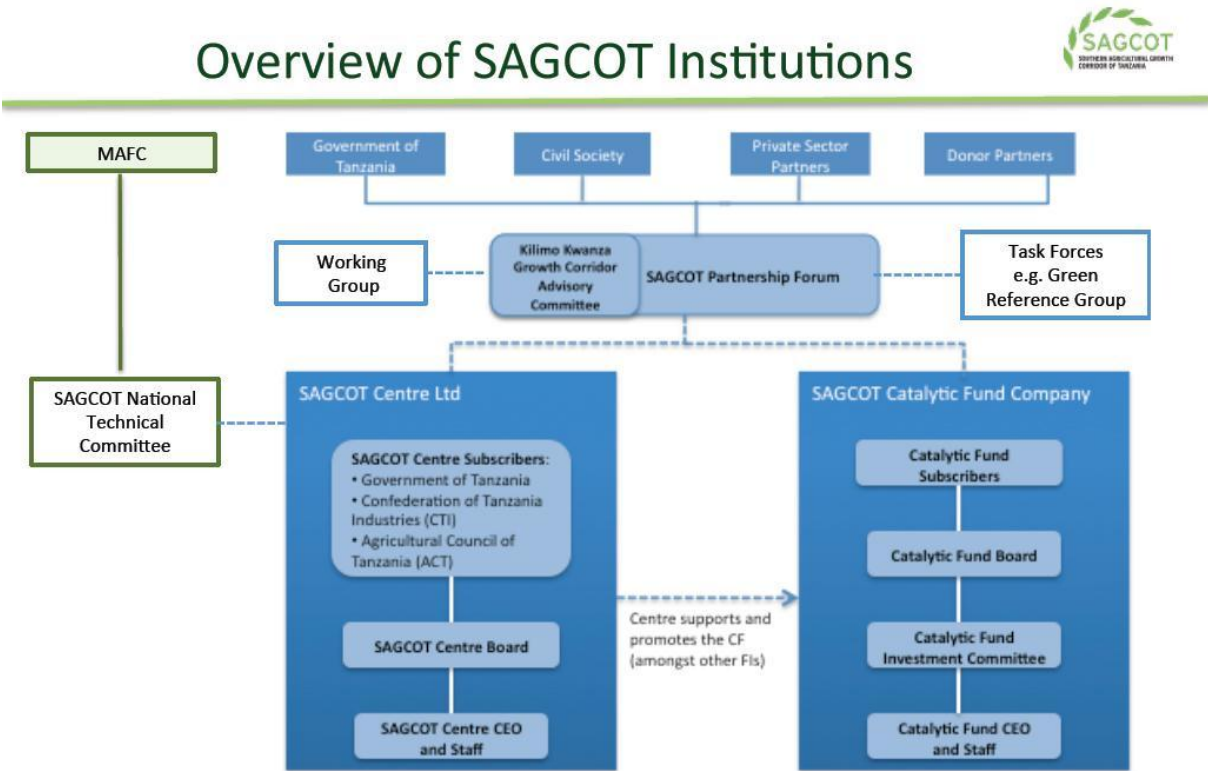 Overview of SAGCOT Institutions
SAGCOT
SOUTHERN AGRICULTURAL GROWTH
CORRIDOR OF TANZANIA
MAFC
Government of
Tanzania
Civil Society
Private Sector
Partners
Donor Partners
Working
Group
Kilimo Kwanza
Growth Corridor
Advisory
Committee
SAGCOT Partnership Forum
Task Forces
e.g. Green
Reference Group
SAGCOT National
Technical
Committee
SAGCOT Centre Ltd
SAGCOT Centre Subscribers:
• Government of Tanzania
• Confederation of Tanzania
Industries (CTI)
• Agricultural Council of
Tanzania (ACT)
SAGCOT Centre Board
SAGCOT Centre CEO
and Staff
Centre supports and
promotes the CF
(amongst other FIs)
SAGCOT Catalytic Fund Company
Catalytic Fund
Subscribers
Catalytic Fund Board
Catalytic Fund
Investment Committee
Catalytic Fund CEO
and Staff